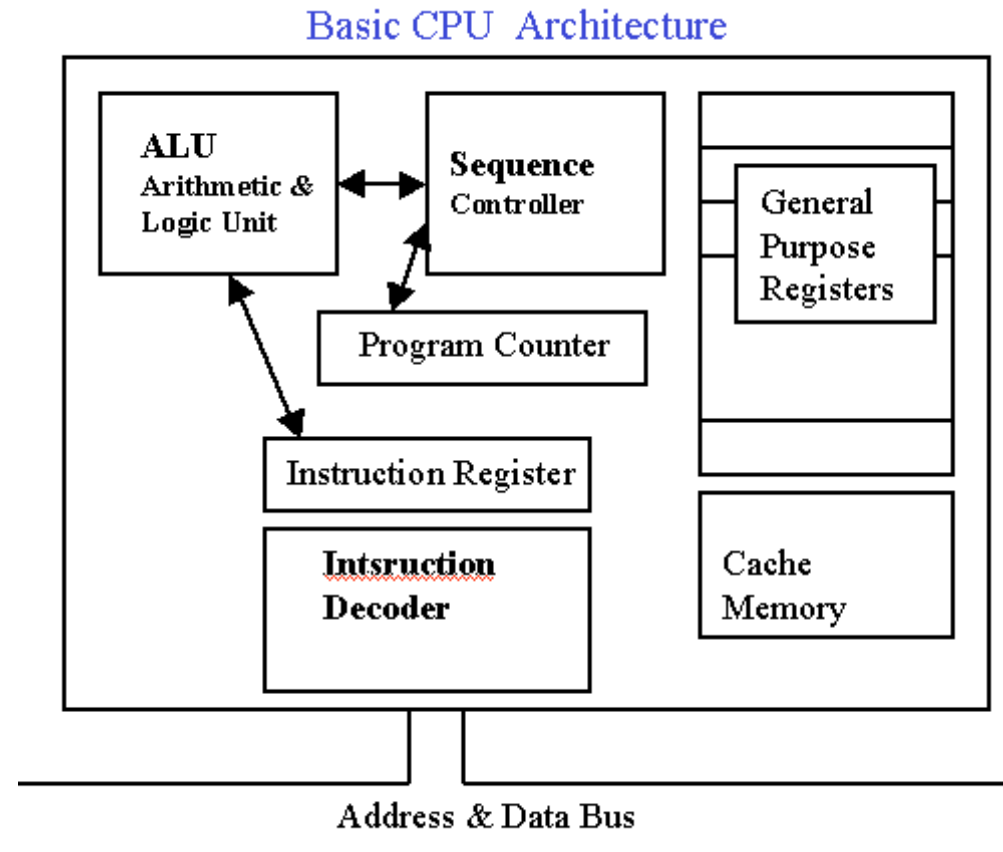 Basic CPU Architecture
ALU
Arithmetic &
Logic Unit
Sequence
Controller
General
Purpose
Registers
Program Counter
Instruction Register
Intsruction
Decoder
Cache
Memory
Address & Data Bus